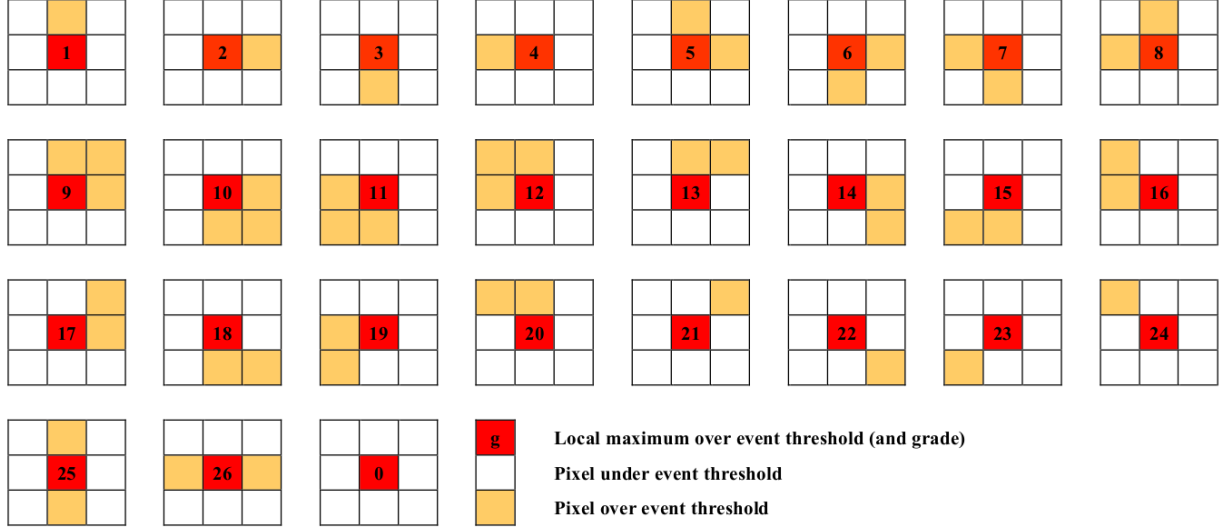 1 2 3 4 5 6 7 8
9 10 11 12 13 14 15 16
17 18 19 20 21 22 23 24
25 26 0 g Local maximum over event threshold (and grade)
Pixel under event threshold
Pixel over event threshold